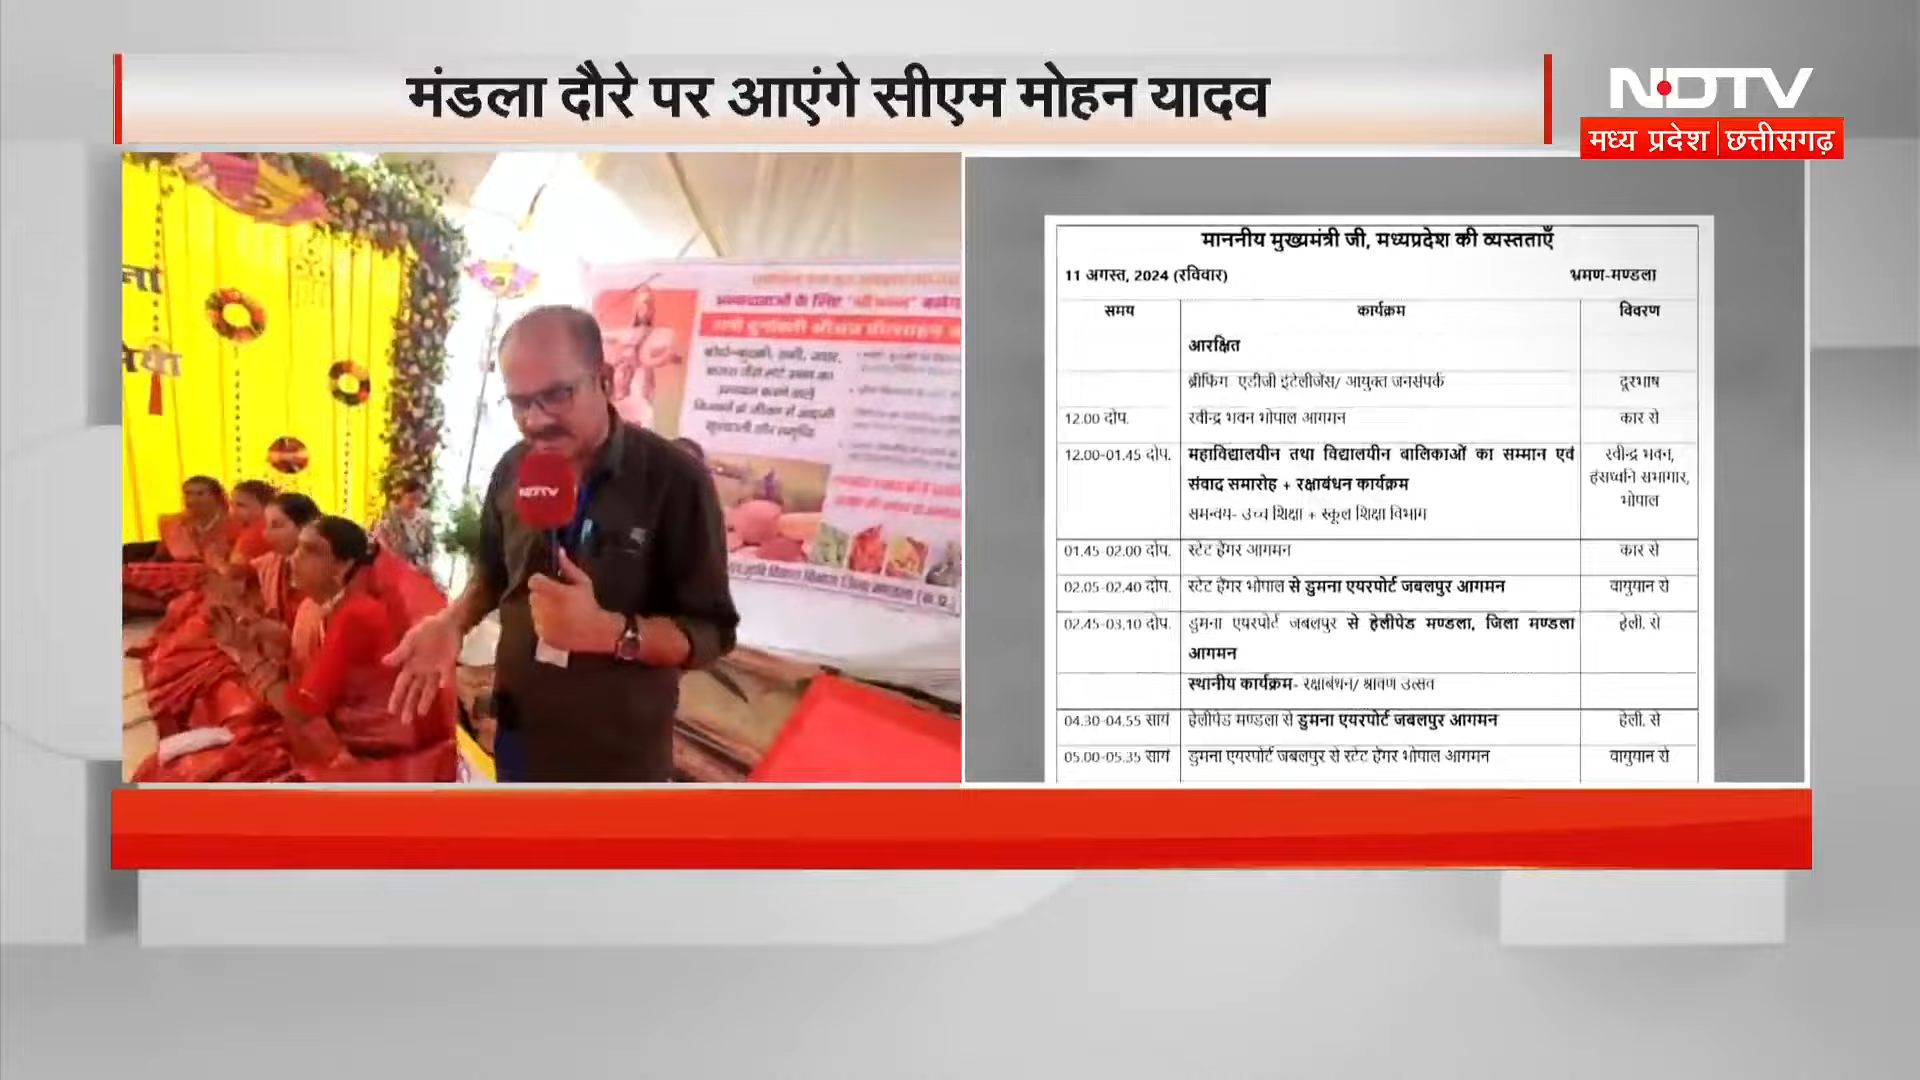 मंडला दौरे पर आएंगे सीएम मोहन यादव
NDTV
मध्य प्रदेश | छत्तीसगढ़
NDTV
माननीय मुख्यमंत्री जी, मध्यप्रदेश की व्यस्तताएँ
11 अगस्त, 2024 (रविवार) भ्रमण-मण्डला
समय कार्यक्रम विवरण
आरक्षित
ब्रीफिंग एडीजी इंटेलीजेंस/ आयुक्त जनसंपर्क दूरभाष
12.00 दोप. रवीन्द्र भवन भोपाल आगमन कार से
12.00-01.45 दोप. महाविद्यालयीन तथा विद्यालयीन बालिकाओं का सम्मान एवं रवीन्द्र भवन,
संवाद समारोह + रक्षाबंधन कार्यक्रम हंसध्वनि सभागार,
समन्वय- उच्च शिक्षा + स्कूल शिक्षा विभाग भोपाल
01.45-02.00 दोप. स्टेट हेंगर आगमन कार से
02.05-02.40 दोप. स्टेट हेंगर भोपाल से डुमना एयरपोर्ट जबलपुर आगमन वायुयान से
02.45-03.10 दोप. डुमना एयरपोर्ट जबलपुर से हेलीपेड मण्डला, जिला मण्डला हेली. से
आगमन
स्थानीय कार्यक्रम- रक्षाबंधन/ श्रावण उत्सव
04.30-04.55 सायं हेलीपेड मण्डला से डुमना एयरपोर्ट जबलपुर आगमन हेली. से
05.00-05.35 सायं डुमना एयरपोर्ट जबलपुर से स्टेट हेंगर भोपाल आगमन वायुयान से